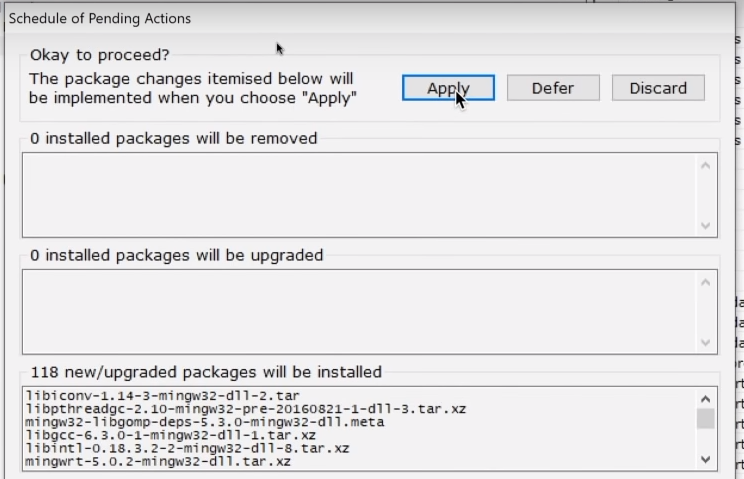 Schedule of Pending Actions
Okay to proceed?
The package changes itemised below will
be implemented when you choose "Apply"
Apply
Defer
Discard
0 installed packages will be removed
0 installed packages will be upgraded
118 new/upgraded packages will be installed
libiconv-1.14-3-mingw32-dll-2.tar
libpthreadgc-2.10-mingw32-pre-20160821-1-dll-3.tar.xz
mingw32-libgomp-deps-5.3.0-mingw32-dll.meta
libgcc-6.3.0-1-mingw32-dll-1.tar.xz
libintl-0.18.3.2-2-mingw32-dll-8.tar.xz
mingwrt-5.0.2-mingw32-dll.tar.xz